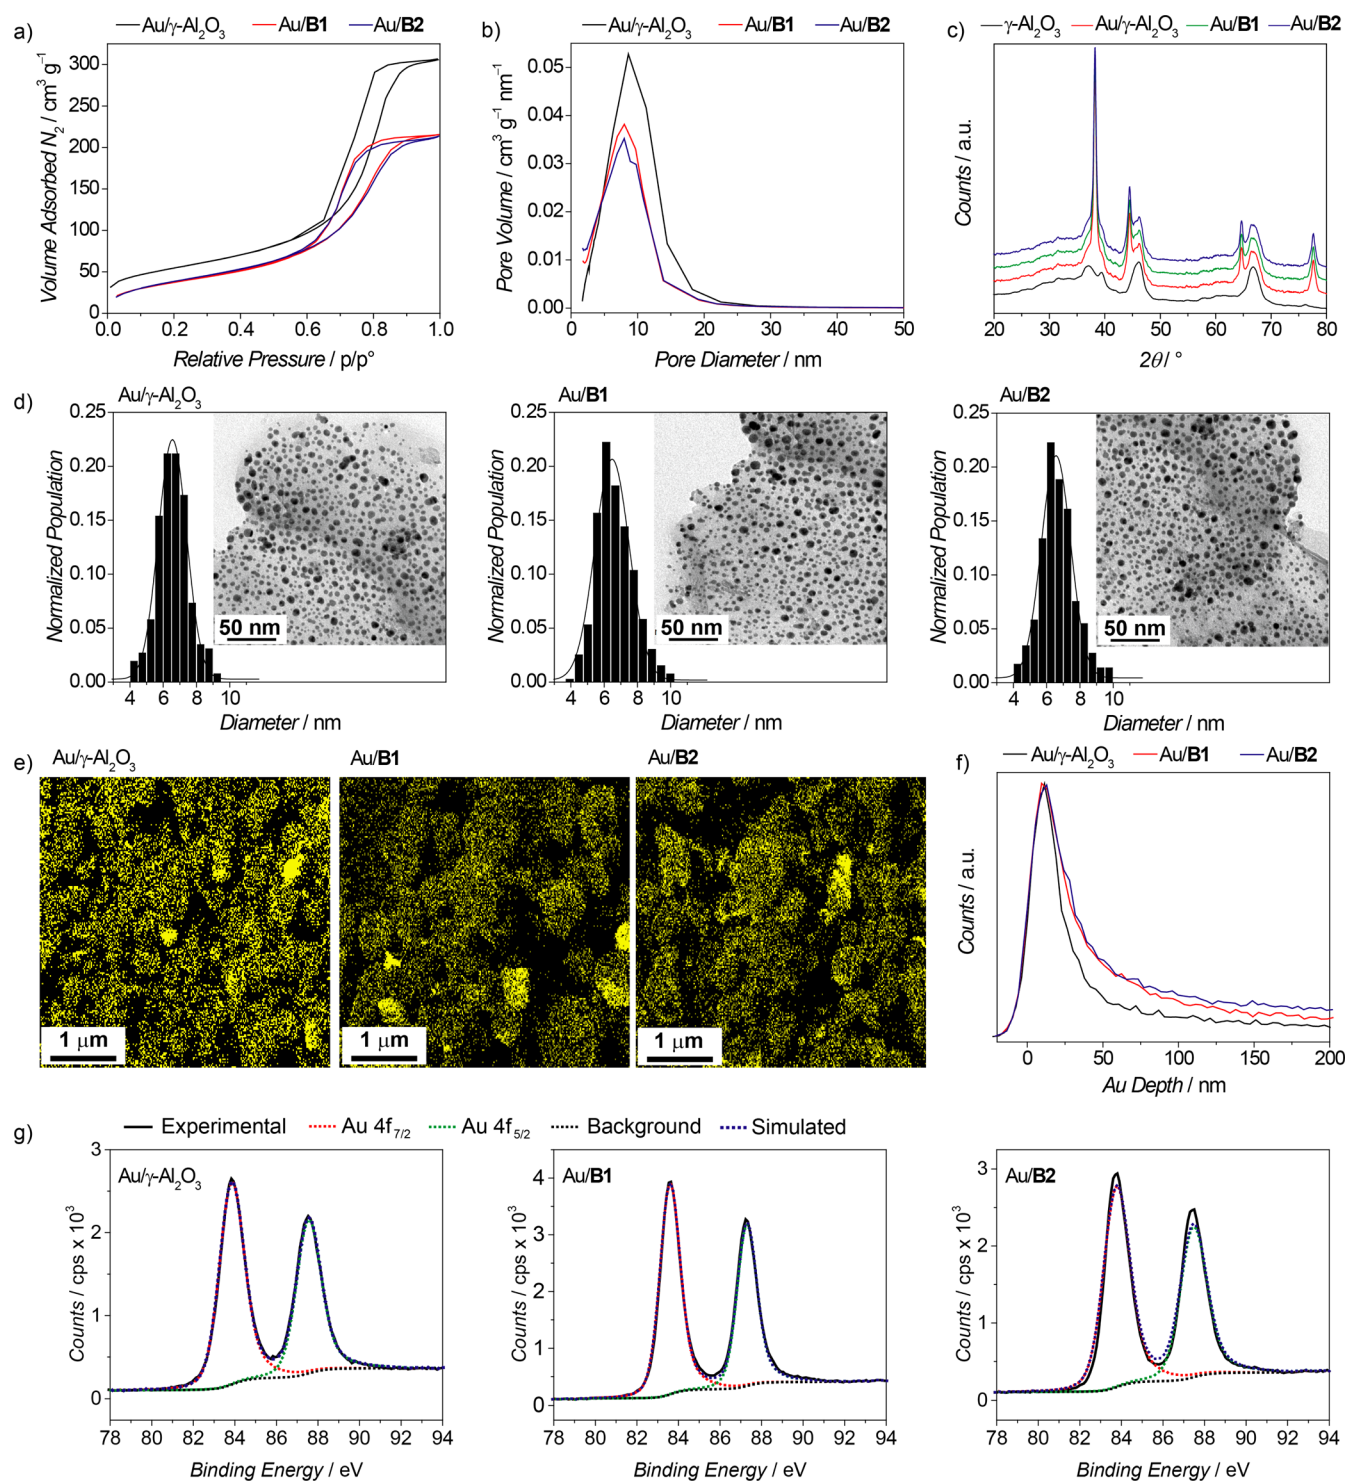 a) Au/γ-Al₂O₃ Au/B1 Au/B2
300
250
200
150
100
50
0
Volume Adsorbed N₂ / cm³ g⁻¹
0.0 0.2 0.4 0.6 0.8 1.0
Relative Pressure / p/p°
b) Au/γ-Al₂O₃ Au/B1 Au/B2
0.05
0.04
0.03
0.02
0.01
0.00
Pore Volume / cm³ g⁻¹ nm⁻¹
0 10 20 30 40 50
Pore Diameter / nm
c) γ-Al₂O₃ Au/γ-Al₂O₃ Au/B1 Au/B2
Counts / a.u.
20 30 40 50 60 70 80
2θ / °
d) Au/γ-Al₂O₃
0.25
0.20
0.15
0.10
0.05
0.00
Normalized Population
50 nm
4 6 8 10
Diameter / nm
Au/B1
0.25
0.20
0.15
0.10
0.05
0.00
Normalized Population
50 nm
4 6 8 10
Diameter / nm
Au/B2
0.25
0.20
0.15
0.10
0.05
0.00
Normalized Population
50 nm
4 6 8 10
Diameter / nm
e) Au/γ-Al₂O₃
1 μm
Au/B1
1 μm
Au/B2
1 μm
f) Au/γ-Al₂O₃ Au/B1 Au/B2
Counts / a.u.
0 50 100 150 200
Au Depth / nm
g) Experimental Au 4f₇/₂ Au 4f₅/₂ Background Simulated
Au/γ-Al₂O₃
3
2
1
0
Counts / cps x 10³
78 80 82 84 86 88 90 92 94
Binding Energy / eV
Au/B1
4
3
2
1
0
Counts / cps x 10³
78 80 82 84 86 88 90 92 94
Binding Energy / eV
Au/B2
3
2
1
0
Counts / cps x 10³
78 80 82 84 86 88 90 92 94
Binding Energy / eV